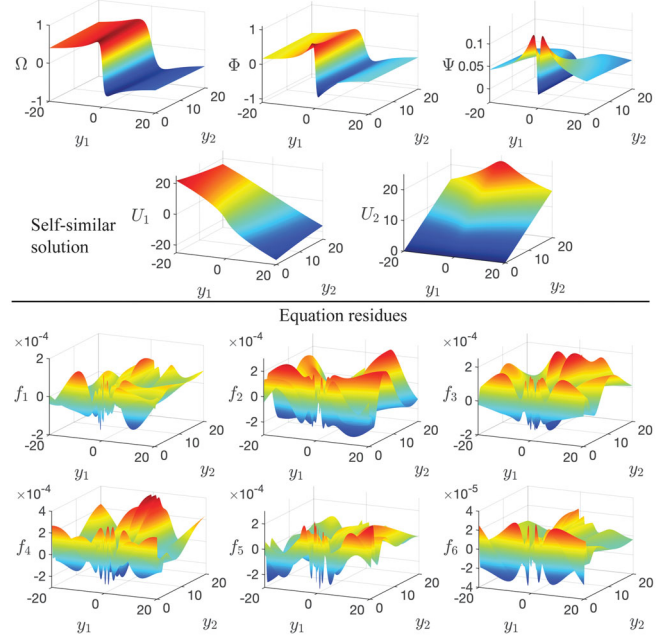 1 1 0.1
Ω 0 Φ 0 Ψ 0.05
0
-1 20 -1 20 20
-20 0 20 0 10 -20 0 20 0 10 -20 0 20 0 10
y1 y2 y1 y2 y1 y2
20 20
U1 0 U2 10
Self-similar
solution
-20 20 0 20
-20 0 20 0 10 -20 0 20 0 10
y1 y2 y1 y2
Equation residues
×10-4 ×10-4 ×10-4
2 2 2
f1 0 f2 0 f3 0
-2 20 -2 20 -2 20
-20 0 20 0 10 -20 0 20 0 10 -20 0 20 0 10
y1 y2 y1 y2 y1 y2
×10-4 ×10-4 ×10-5
4 2 4
2 2
f4 0 f5 0 f6 0
-2 -2
-2 20 20 -4 20
-20 0 20 0 10 -20 0 20 0 10 -20 0 20 0 10
y1 y2 y1 y2 y1 y2